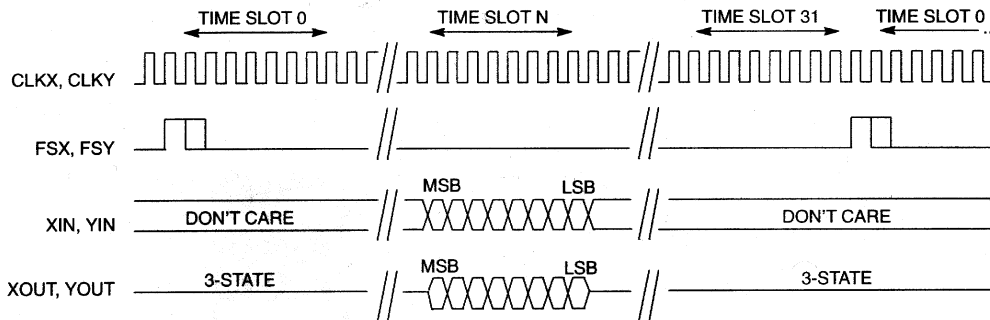 TIME SLOT 0 TIME SLOT N TIME SLOT 31 TIME SLOT 0
CLKX, CLKY
FSX, FSY
MSB LSB
XIN, YIN DON'T CARE DON'T CARE
MSB LSB
XOUT, YOUT 3-STATE 3-STATE